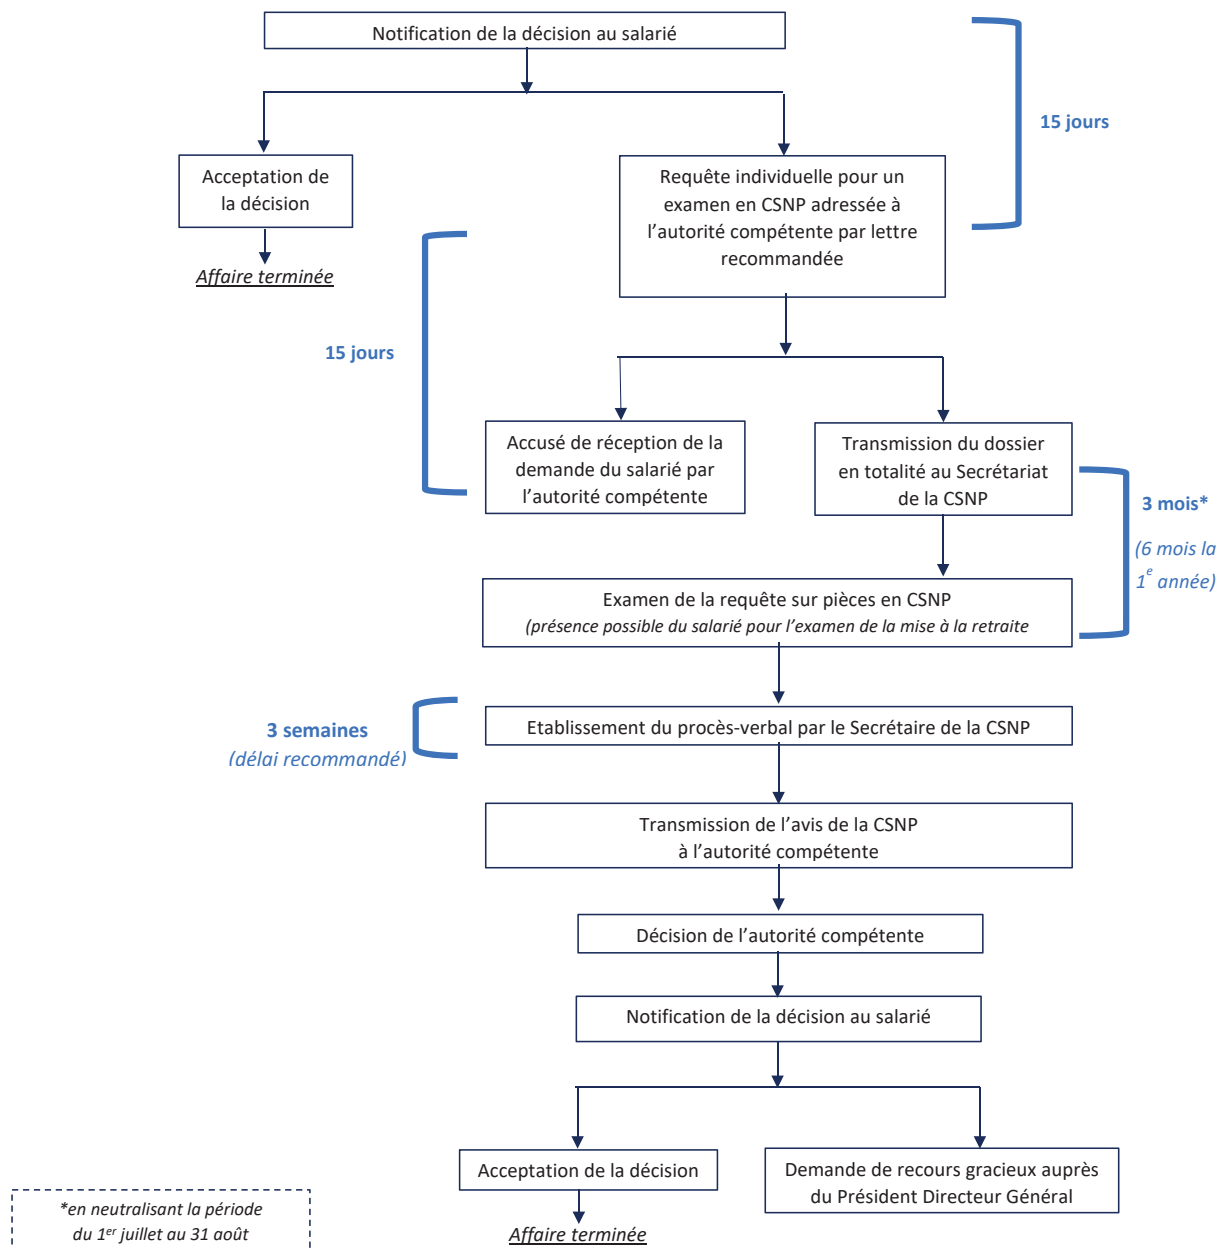 Notification de la décision au salarié
15 jours
Acceptation de
la décision
Affaire terminée
Requête individuelle pour un
examen en CSNP adressée à
l’autorité compétente par lettre
recommandée
15 jours
Accusé de réception de la
demande du salarié par
l’autorité compétente
Transmission du dossier
en totalité au Secrétariat
de la CSNP
3 mois*
(6 mois la
1e année)
Examen de la requête sur pièces en CSNP
(présence possible du salarié pour l’examen de la mise à la retraite
3 semaines
(délai recommandé)
Etablissement du procès-verbal par le Secrétaire de la CSNP
Transmission de l’avis de la CSNP
à l’autorité compétente
Décision de l’autorité compétente
Notification de la décision au salarié
Acceptation de la décision
Affaire terminée
Demande de recours gracieux auprès
du Président Directeur Général
*en neutralisant la période
du 1er juillet au 31 août